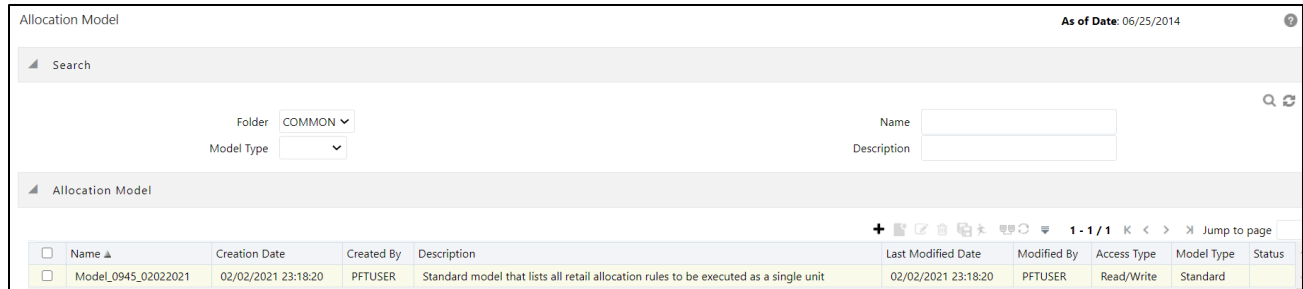 Allocation Model As of Date: 06/25/2014
Search
Folder COMMON Name
Model Type Description
Allocation Model
1 - 1 / 1 Jump to page
Name Creation Date Created By Description Last Modified Date Modified By Access Type Model Type Status
Model_0945_02022021 02/02/2021 23:18:20 PFTUSER Standard model that lists all retail allocation rules to be executed as a single unit 02/02/2021 23:18:20 PFTUSER Read/Write Standard